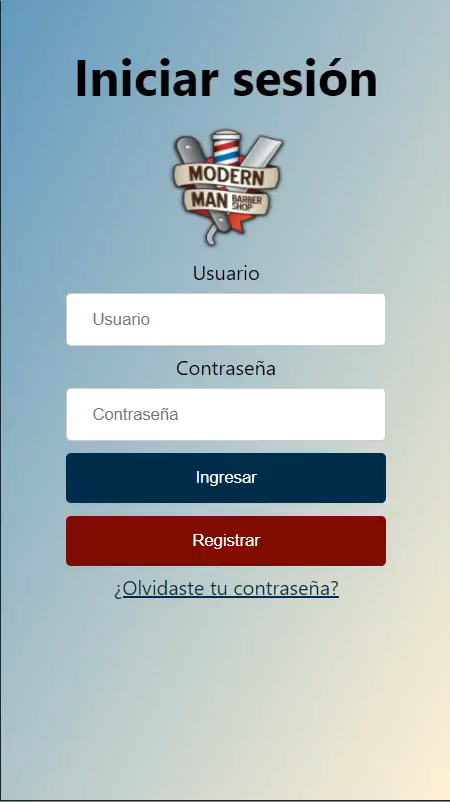 Iniciar sesión
MODERN
MAN BARBER
SHOP
Usuario
Usuario
Contraseña
Contraseña
Ingresar
Registrar
¿Olvidaste tu contraseña?